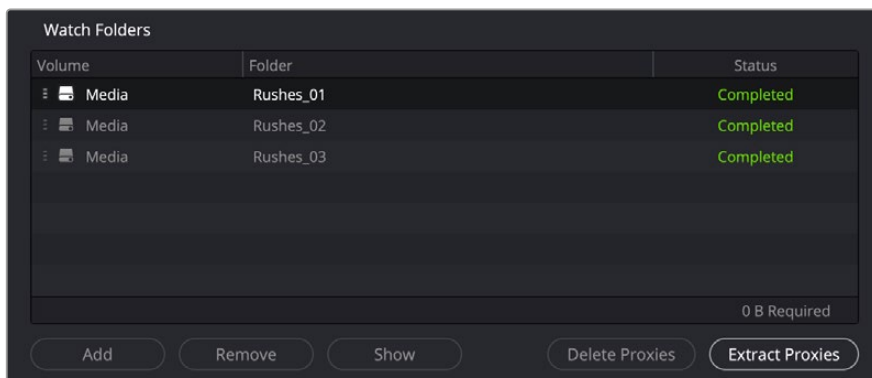 Watch Folders
Volume Folder Status
Media Rushes_01 Completed
Media Rushes_02 Completed
Media Rushes_03 Completed
0 B Required
Add Remove Show Delete Proxies Extract Proxies